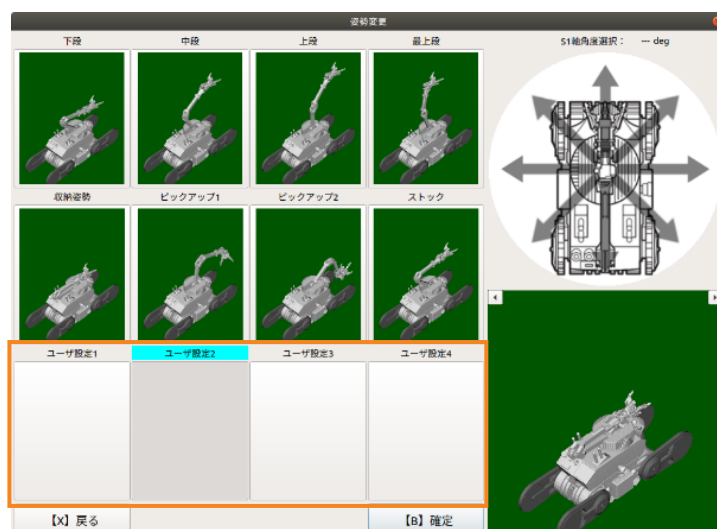 姿勢変更
下段 中段 上段 最上段 S1軸角度選択： --- deg
収納姿勢 ピックアップ1 ピックアップ2 ストック
ユーザ設定1 ユーザ設定2 ユーザ設定3 ユーザ設定4
【X】戻る 【B】確定